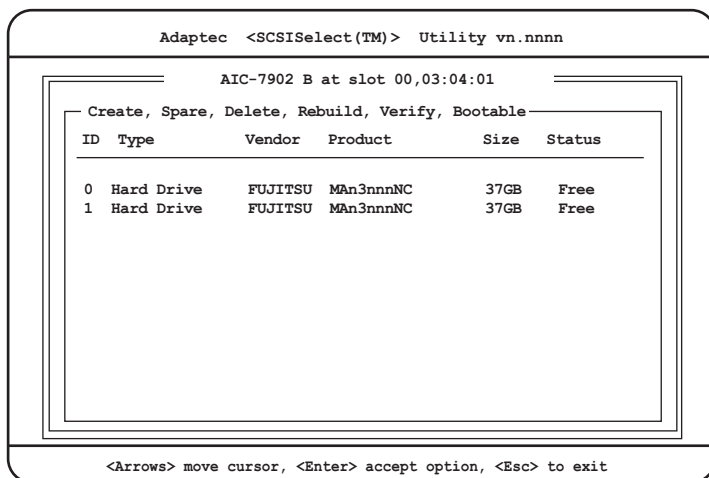 Adaptec <SCSISelect(TM)> Utility vn.nnnn
AIC-7902 B at slot 00,03:04:01
Create, Spare, Delete, Rebuild, Verify, Bootable
ID Type Vendor Product Size Status
0 Hard Drive FUJITSU MAn3nnnNC 37GB Free
1 Hard Drive FUJITSU MAn3nnnNC 37GB Free
<Arrows> move cursor, <Enter> accept option, <Esc> to exit